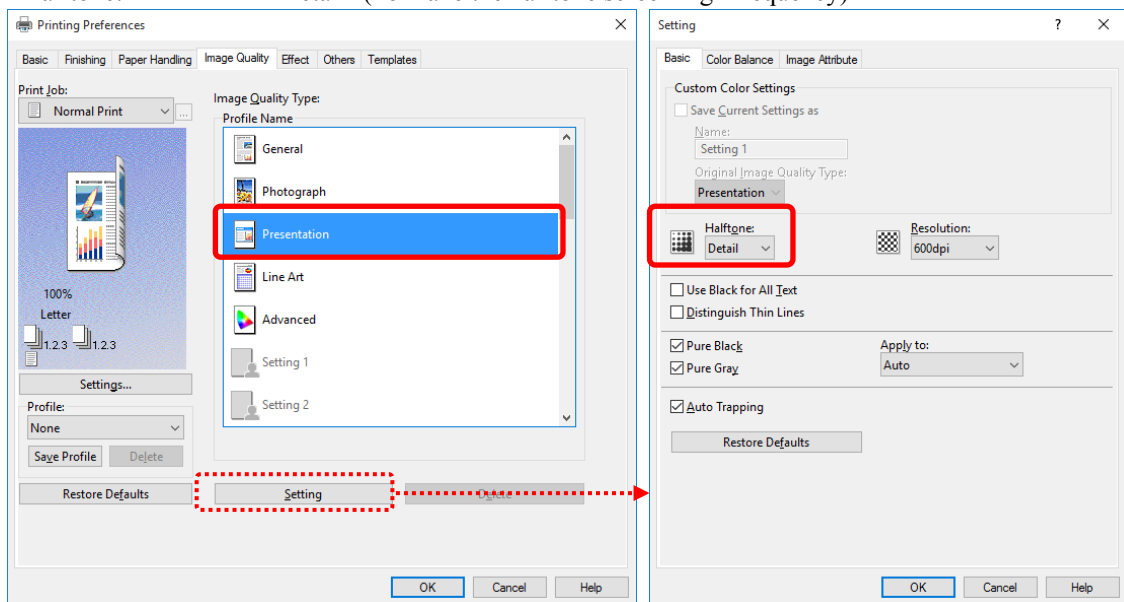 Printing Preferences
Basic Finishing Paper Handling Image Quality Effect Others Templates
Print Job:
Normal Print
...
100%
Letter
1.2.3 1.2.3
Settings...
Profile:
None
Save Profile Delete
Restore Defaults
Image Quality Type:
Profile Name
General
Photograph
Presentation
Line Art
Advanced
Setting 1
Setting 2
Setting Delete
OK Cancel Help
Setting ?
Basic Color Balance Image Attribute
Custom Color Settings
Save Current Settings as
Name:
Setting 1
Original Image Quality Type:
Presentation
Halftone: Resolution:
Detail 600dpi
Use Black for All Text
Distinguish Thin Lines
Pure Black Apply to:
Pure Gray Auto
Auto Trapping
Restore Defaults
OK Cancel Help